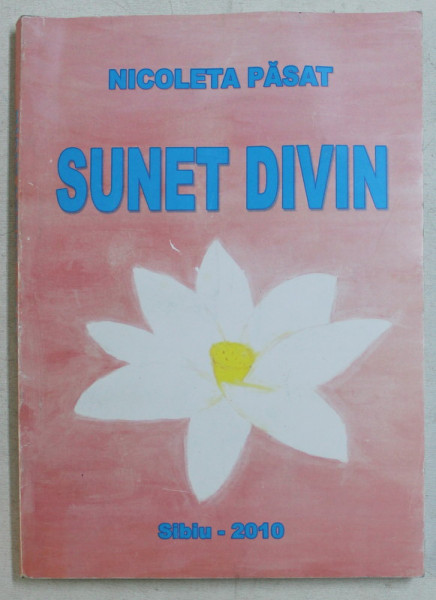 NICOLETA PĂSAT
SUNET DIVIN
Sibiu - 2010